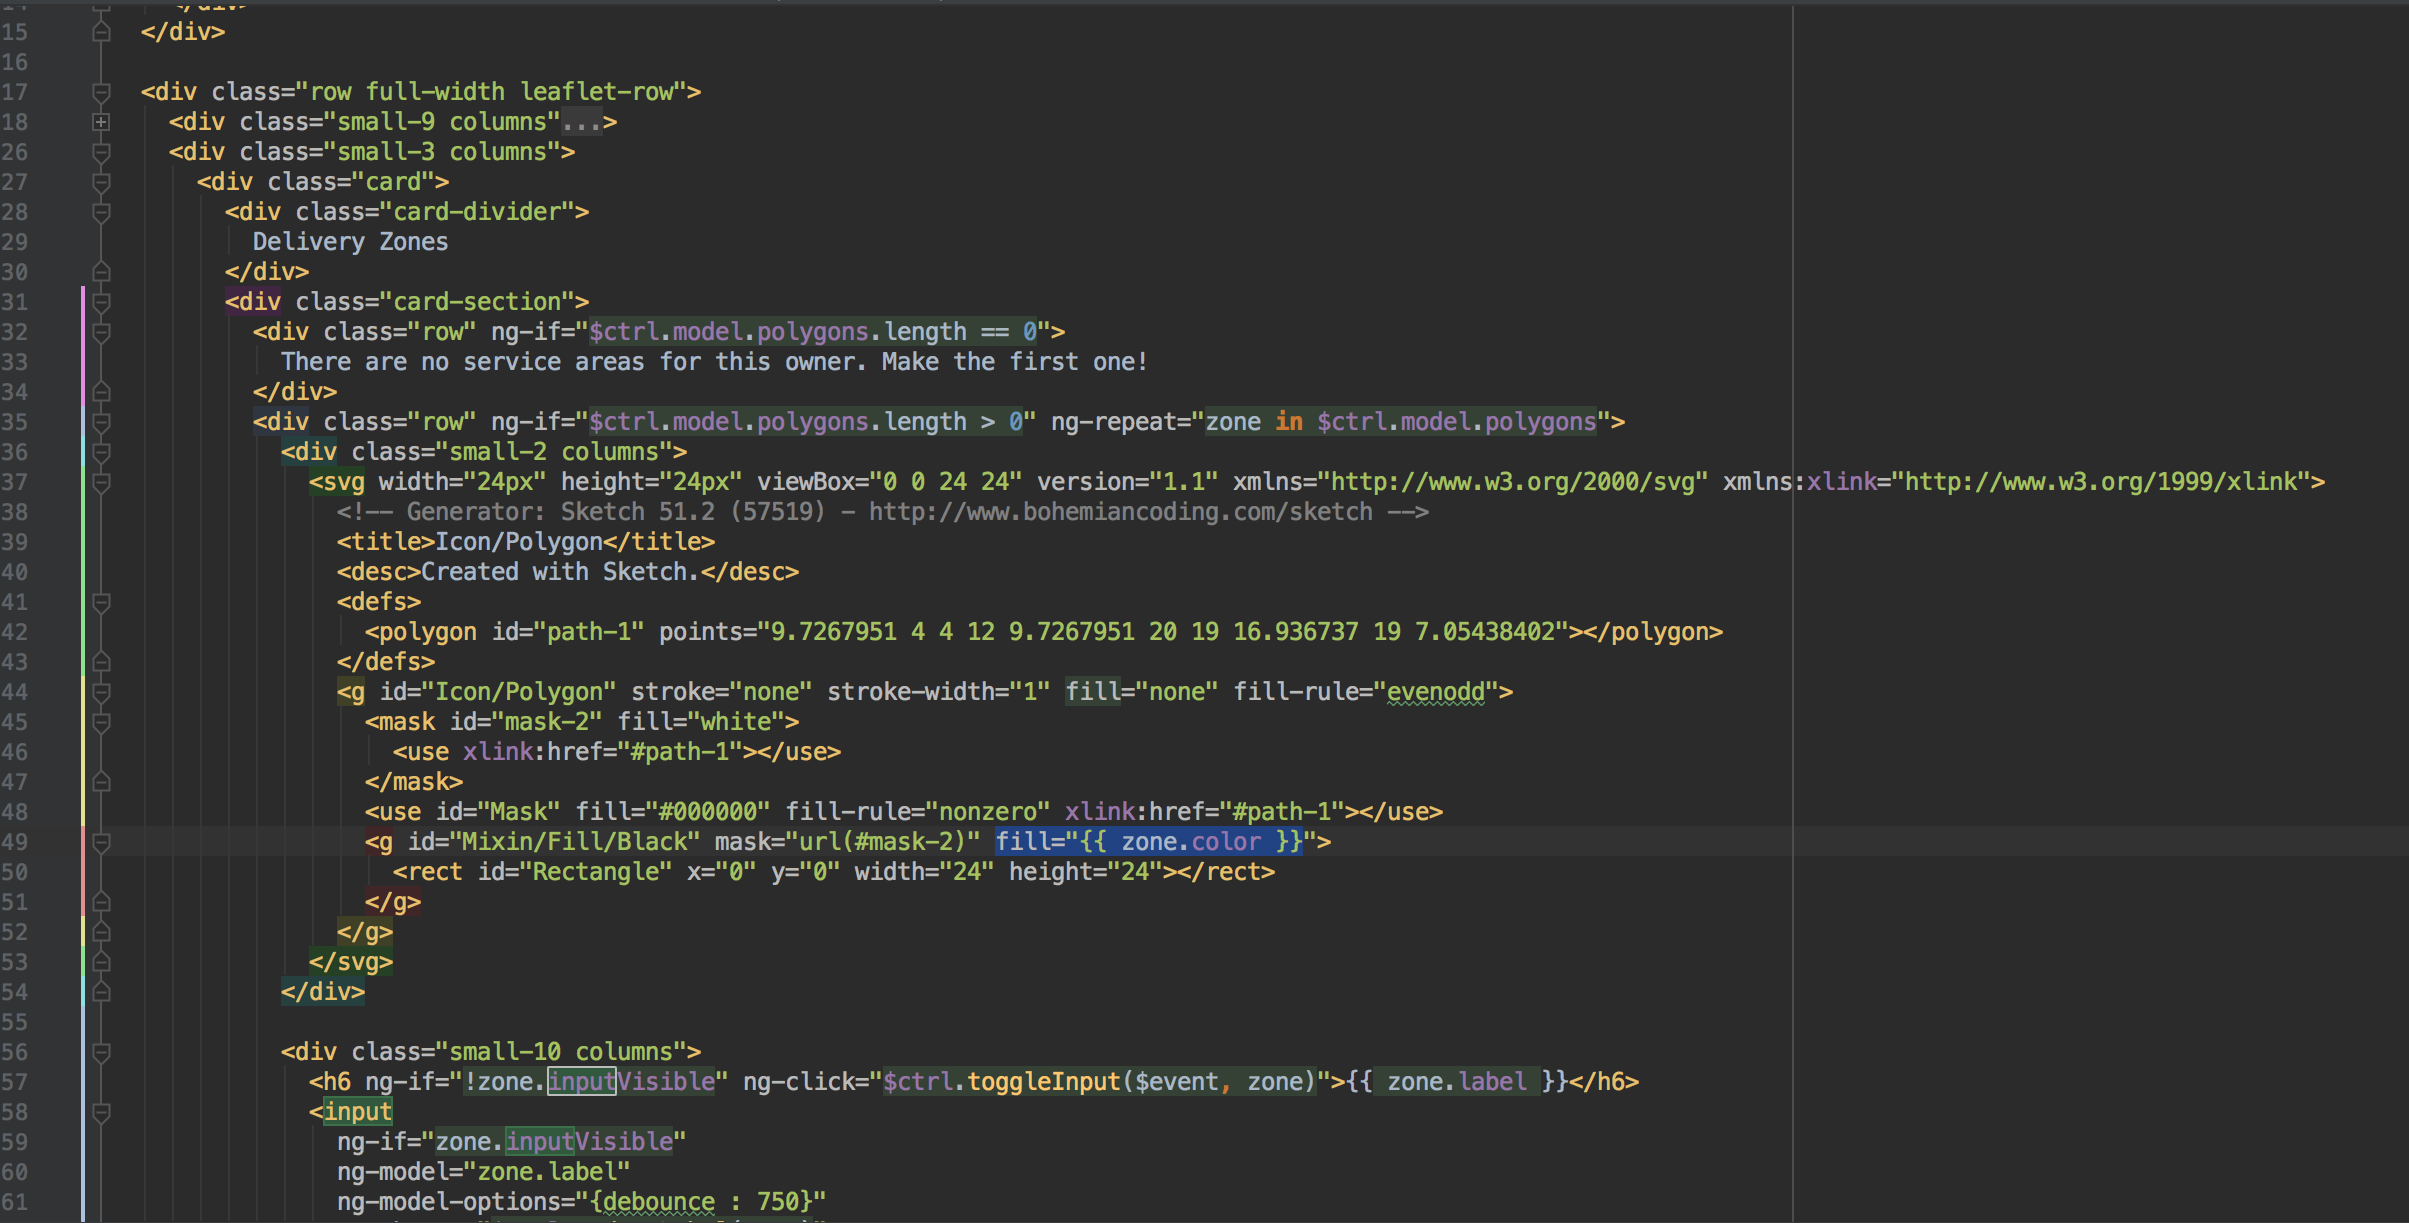 15 </div>
16
17 <div class="row full-width leaflet-row">
18 <div class="small-9 columns"...>
26 <div class="small-3 columns">
27 <div class="card">
28 <div class="card-divider">
29 Delivery Zones
30 </div>
31 <div class="card-section">
32 <div class="row" ng-if="$ctrl.model.polygons.length == 0">
33 There are no service areas for this owner. Make the first one!
34 </div>
35 <div class="row" ng-if="$ctrl.model.polygons.length > 0" ng-repeat="zone in $ctrl.model.polygons">
36 <div class="small-2 columns">
37 <svg width="24px" height="24px" viewBox="0 0 24 24" version="1.1" xmlns="http://www.w3.org/2000/svg" xmlns:xlink="http://www.w3.org/1999/xlink">
38 <!-- Generator: Sketch 51.2 (57519) - http://www.bohemiancoding.com/sketch -->
39 <title>Icon/Polygon</title>
40 <desc>Created with Sketch.</desc>
41 <defs>
42 <polygon id="path-1" points="9.7267951 4 4 12 9.7267951 20 19 16.936737 19 7.05438402"></polygon>
43 </defs>
44 <g id="Icon/Polygon" stroke="none" stroke-width="1" fill="none" fill-rule="evenodd">
45 <mask id="mask-2" fill="white">
46 <use xlink:href="#path-1"></use>
47 </mask>
48 <use id="Mask" fill="#000000" fill-rule="nonzero" xlink:href="#path-1"></use>
49 <g id="Mixin/Fill/Black" mask="url(#mask-2)" fill="{{ zone.color }}">
50 <rect id="Rectangle" x="0" y="0" width="24" height="24"></rect>
51 </g>
52 </g>
53 </svg>
54 </div>
55
56 <div class="small-10 columns">
57 <h6 ng-if="!zone.inputVisible" ng-click="$ctrl.toggleInput($event, zone)">{{ zone.label }}</h6>
58 <input
59 ng-if="zone.inputVisible"
60 ng-model="zone.label"
61 ng-model-options="{debounce : 750}"